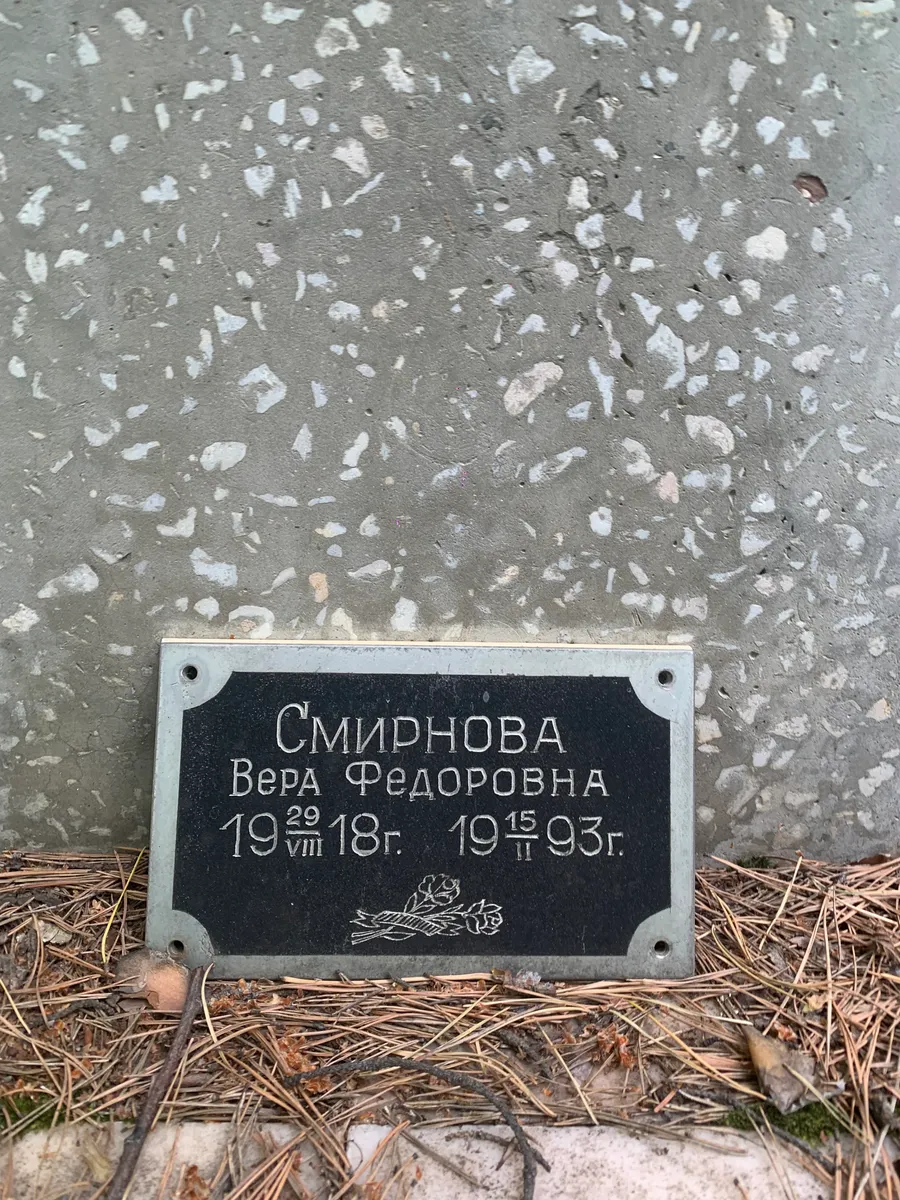 Смирнова
Вера Федоровна
19 29/VIII 18г. 19 15/II 93г.